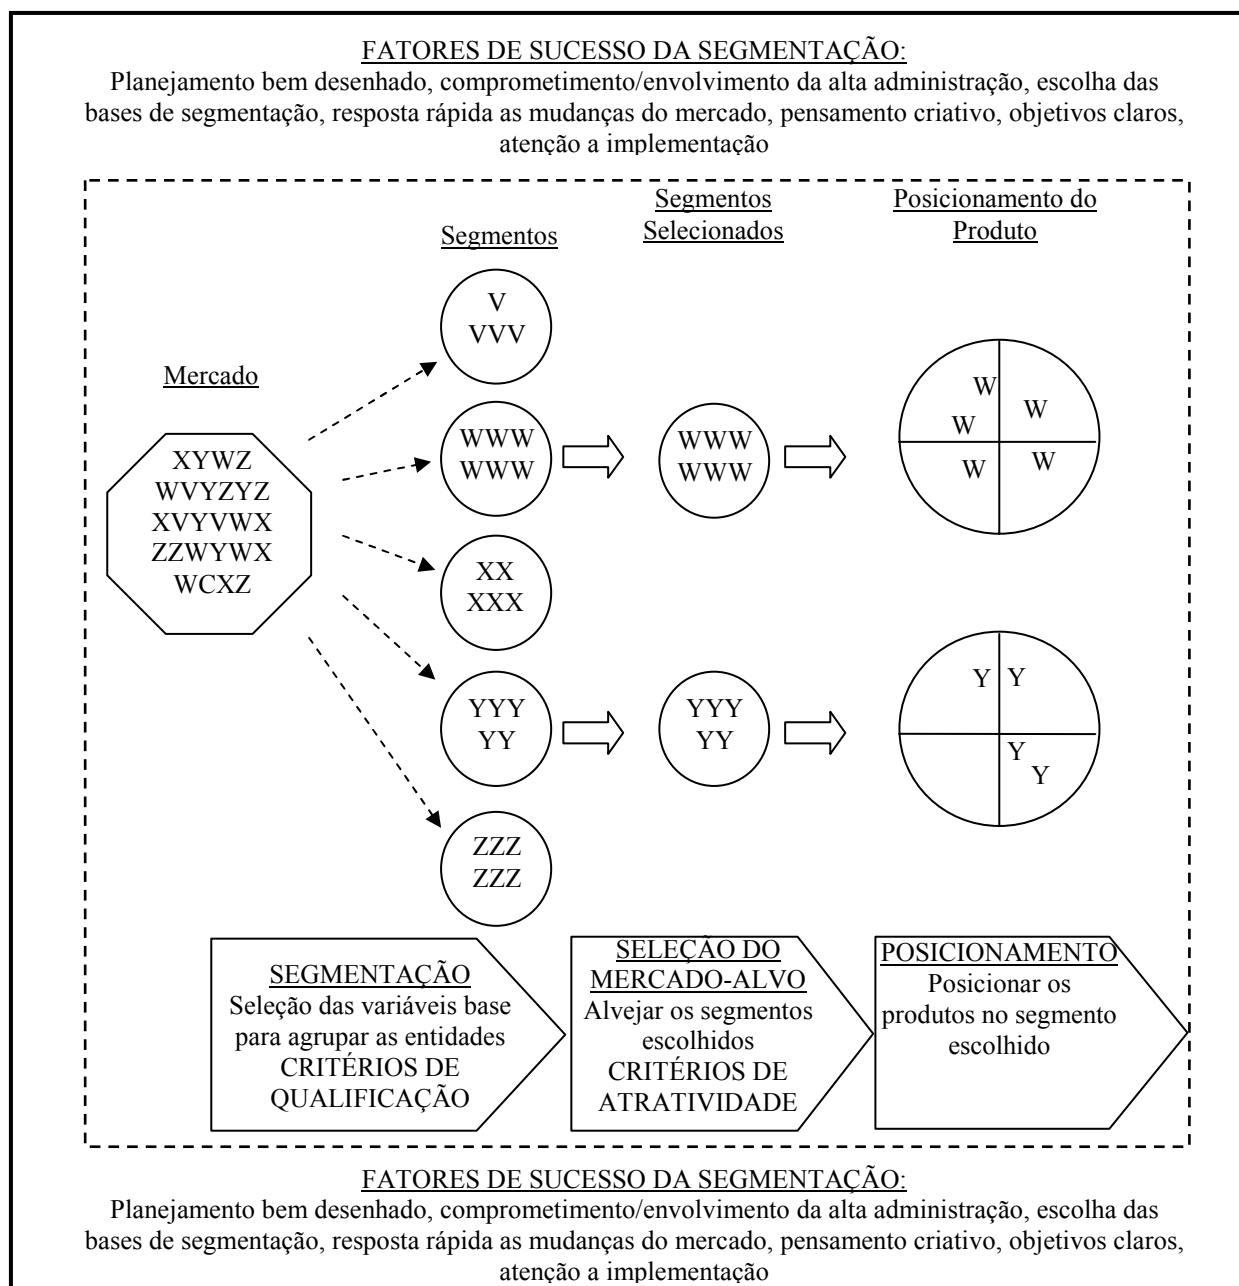 FATORES DE SUCESSO DA SEGMENTAÇÃO:
Planejamento bem desenhado, comprometimento/envolvimento da alta administração, escolha das
bases de segmentação, resposta rápida as mudanças do mercado, pensamento criativo, objetivos claros,
atenção a implementação
Segmentos
Segmentos
Selecionados
Posicionamento do
Produto
Mercado
XYWZ
WVYZYZ
XVYVWX
ZZWYWX
WCXZ
V
VVV
WWW
WWW
XX
XXX
YYY
YY
ZZZ
ZZZ
WWW
WWW
YYY
YY
W
W
W
W
W
Y Y
Y
Y
SEGMENTAÇÃO
Seleção das variáveis base
para agrupar as entidades
CRITÉRIOS DE
QUALIFICAÇÃO
SELEÇÃO DO
MERCADO-ALVO
Alvejar os segmentos
escolhidos
CRITÉRIOS DE
ATRATIVIDADE
POSICIONAMENTO
Posicionar os
produtos no segmento
escolhido
FATORES DE SUCESSO DA SEGMENTAÇÃO:
Planejamento bem desenhado, comprometimento/envolvimento da alta administração, escolha das
bases de segmentação, resposta rápida as mudanças do mercado, pensamento criativo, objetivos claros,
atenção a implementação